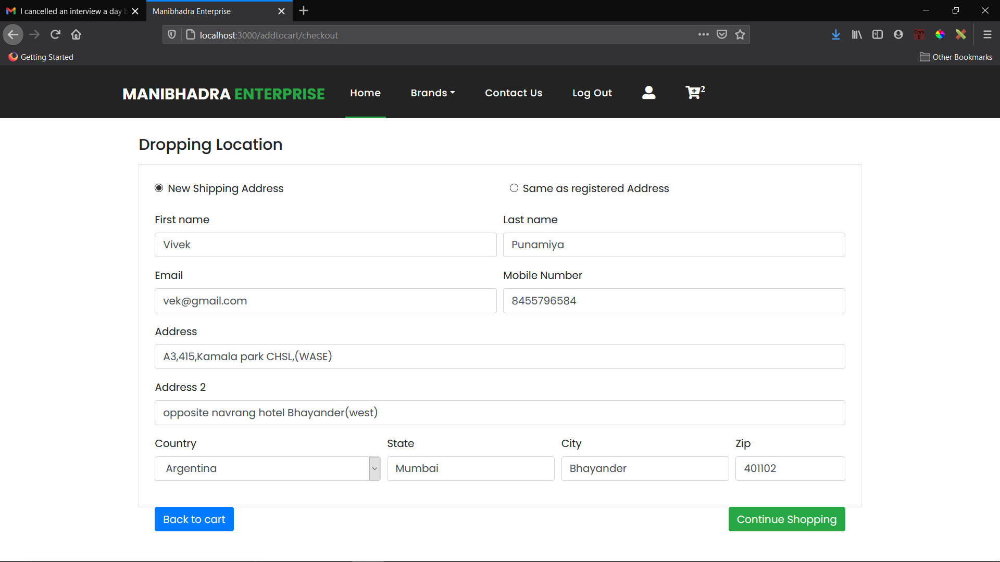 I cancelled an interview a day b
Manibhadra Enterprise
localhost:3000/addtocart/checkout
Cors
E
Getting Started
Other Bookmarks
MANIBHADRA ENTERPRISE
Home
Brands
Contact Us
Log Out
2
Dropping Location
New Shipping Address
Same as registered Address
First name
Last name
Vivek
Punamiya
Email
Mobile Number
vek@gmail.com
8455796584
Address
A3,415,Kamala park CHSL,(WASE)
Address 2
opposite navrang hotel Bhayander(west)
Country
State
City
Zip
Argentina
Mumbai
Bhayander
401102
Back to cart
Continue Shopping